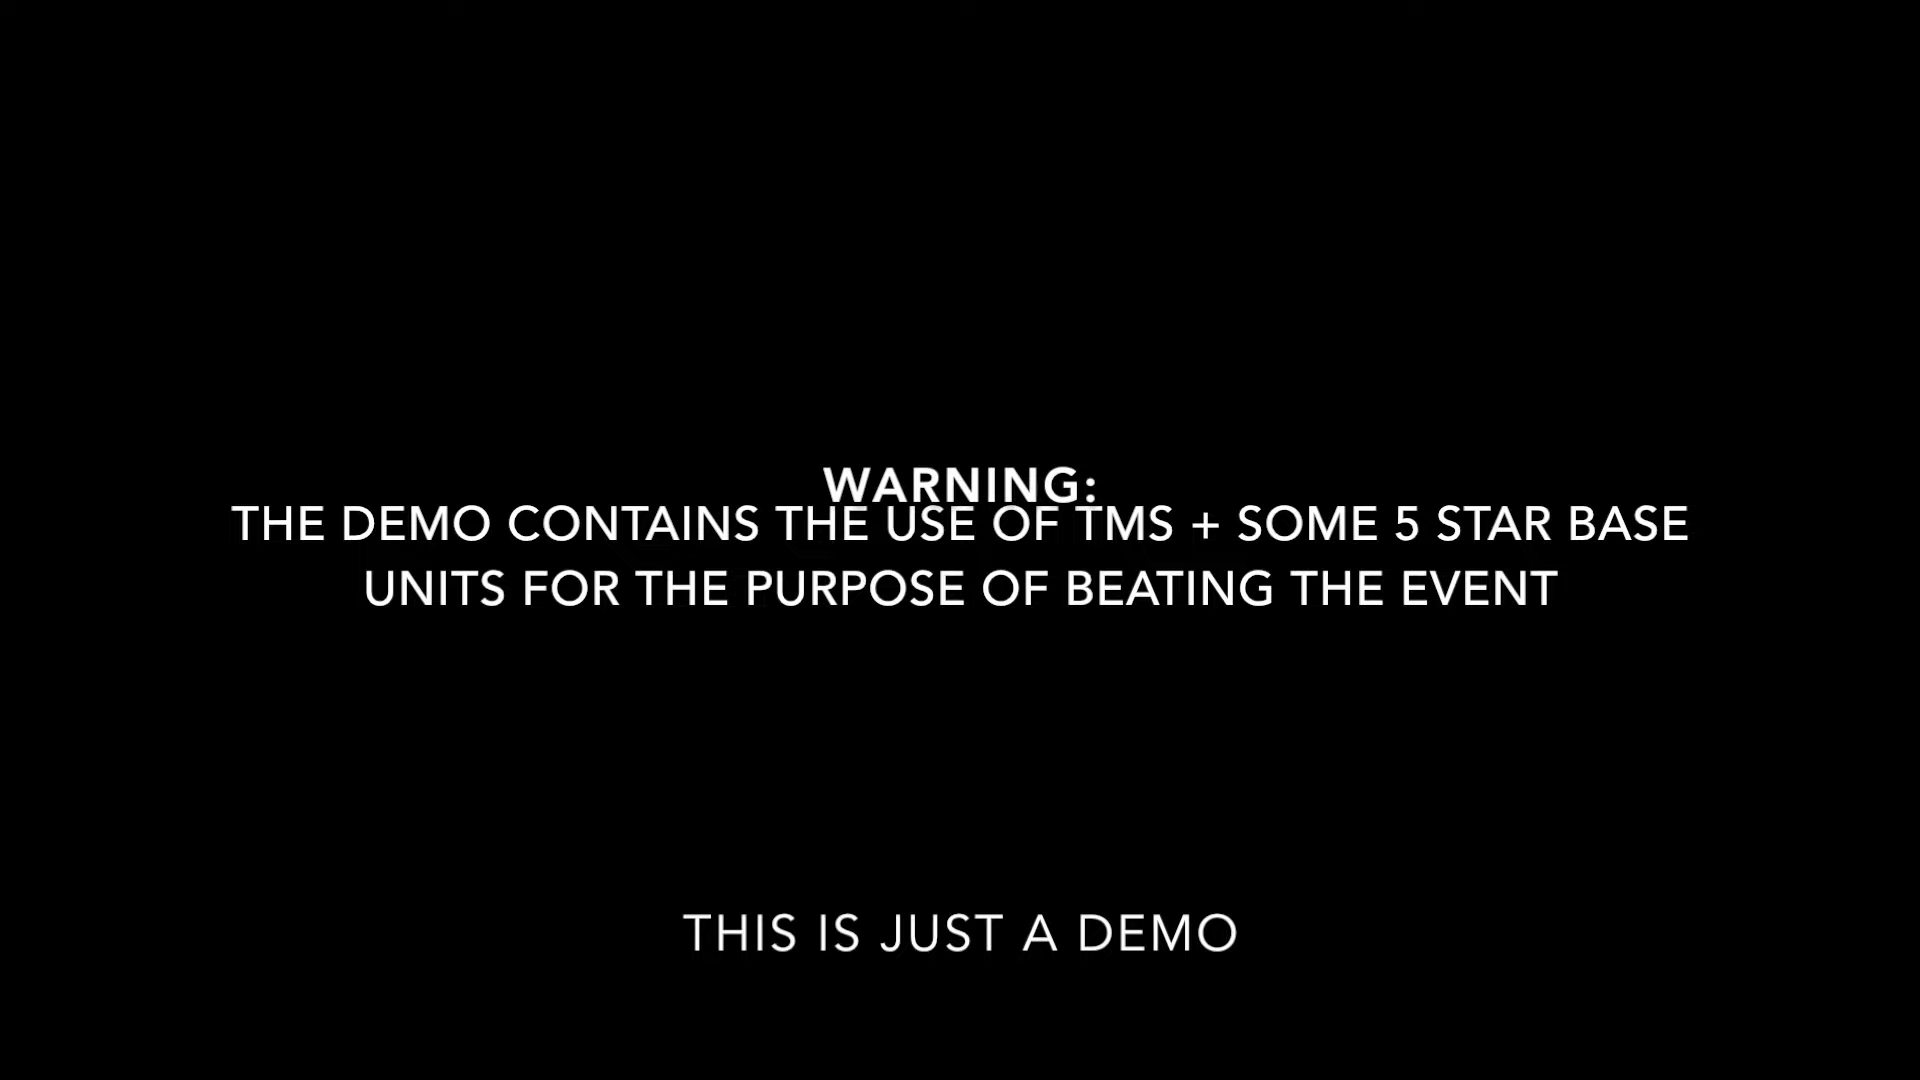 WARNING:
THE DEMO CONTAINS THE USE OF TMS + SOME 5 STAR BASE
UNITS FOR THE PURPOSE OF BEATING THE EVENT
THIS IS JUST A DEMO